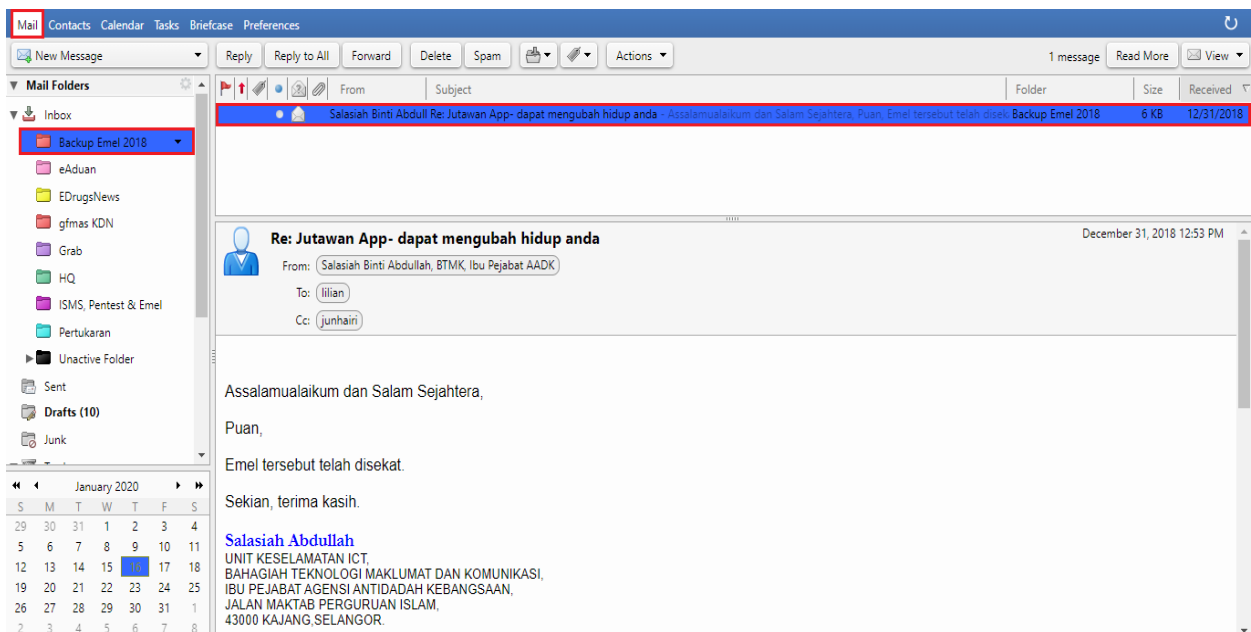 Mail Contacts Calendar Tasks Briefcase Preferences
New Message Reply Reply to All Forward Delete Spam Actions 1 message Read More View
Mail Folders
Inbox
Backup Emel 2018
eAduan
EDrugsNews
gfmas KDN
Grab
HQ
ISMS, Pentest & Emel
Pertukaran
Unactive Folder
Sent
Drafts (10)
Junk
January 2020
S M T W T F S
29 30 31 1 2 3 4
5 6 7 8 9 10 11
12 13 14 15 16 17 18
19 20 21 22 23 24 25
26 27 28 29 30 31 1
2 3 4 5 6 7 8
From Subject Folder Size Received
Salasiah Binti Abdull Re: Jutawan App- dapat mengubah hidup anda - Assalamualaikum dan Salam Sejahtera, Puan, Emel tersebut telah disek Backup Emel 2018 6 KB 12/31/2018
Re: Jutawan App- dapat mengubah hidup anda December 31, 2018 12:53 PM
From: Salasiah Binti Abdullah, BTMK, Ibu Pejabat AADK
To: lilian
Cc: junhairi
Assalamualaikum dan Salam Sejahtera,
Puan,
Emel tersebut telah disekat.
Sekian, terima kasih.
Salasiah Abdullah
UNIT KESELAMATAN ICT,
BAHAGIAH TEKNOLOGI MAKLUMAT DAN KOMUNIKASI,
IBU PEJABAT AGENSI ANTIDADAH KEBANGSAAN,
JALAN MAKTAB PERGURUAN ISLAM,
43000 KAJANG,SELANGOR.